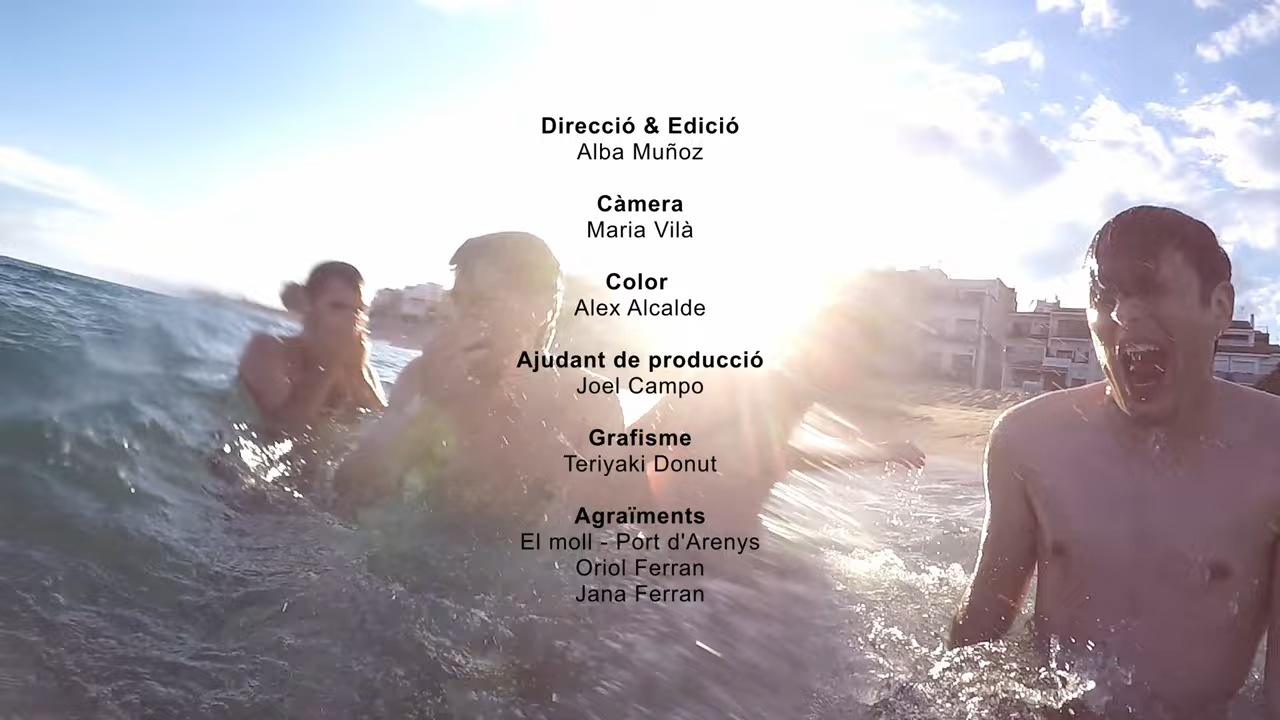 Direcció & Edició
Alba Muñoz
Càmera
Maria Vilà
Color
Alex Alcalde
Ajudant de producció
Joel Campo
Grafisme
Teriyaki Donut
Agraïments
El moll - Port d'Arenys
Oriol Ferran
Jana Ferran